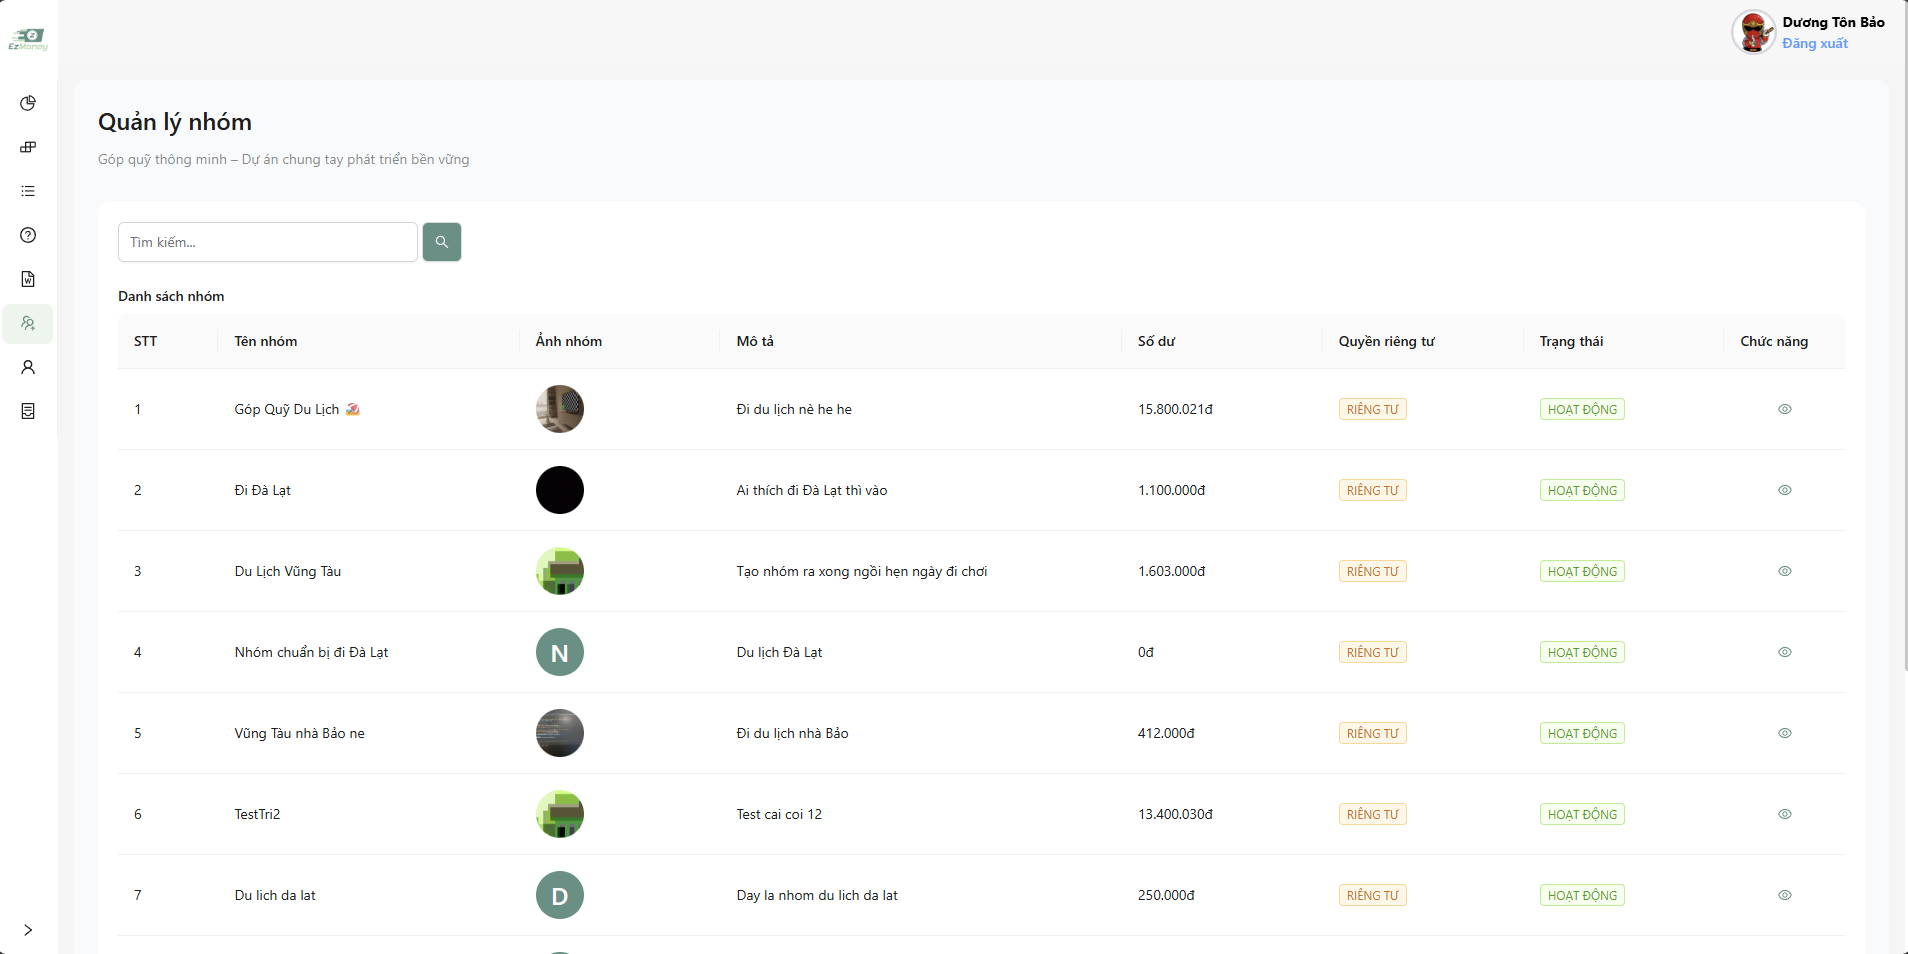 EzMoney
Dương Tôn Bảo
Đăng xuất
Quản lý nhóm
Góp quỹ thông minh – Dự án chung tay phát triển bền vững
Tìm kiếm...
Danh sách nhóm
STT Tên nhóm Ảnh nhóm Mô tả Số dư Quyền riêng tư Trạng thái Chức năng
1 Góp Quỹ Du Lịch 🏖️ Đi du lịch nè he he 15.800.021đ RIÊNG TƯ HOẠT ĐỘNG
2 Đi Đà Lạt Ai thích đi Đà Lạt thì vào 1.100.000đ RIÊNG TƯ HOẠT ĐỘNG
3 Du Lịch Vũng Tàu Tạo nhóm ra xong ngồi hẹn ngày đi chơi 1.603.000đ RIÊNG TƯ HOẠT ĐỘNG
4 Nhóm chuẩn bị đi Đà Lạt N Du lịch Đà Lạt 0đ RIÊNG TƯ HOẠT ĐỘNG
5 Vũng Tàu nhà Bảo ne Đi du lịch nhà Bảo 412.000đ RIÊNG TƯ HOẠT ĐỘNG
6 TestTri2 Test cai coi 12 13.400.030đ RIÊNG TƯ HOẠT ĐỘNG
7 Du lich da lat D Day la nhom du lich da lat 250.000đ RIÊNG TƯ HOẠT ĐỘNG